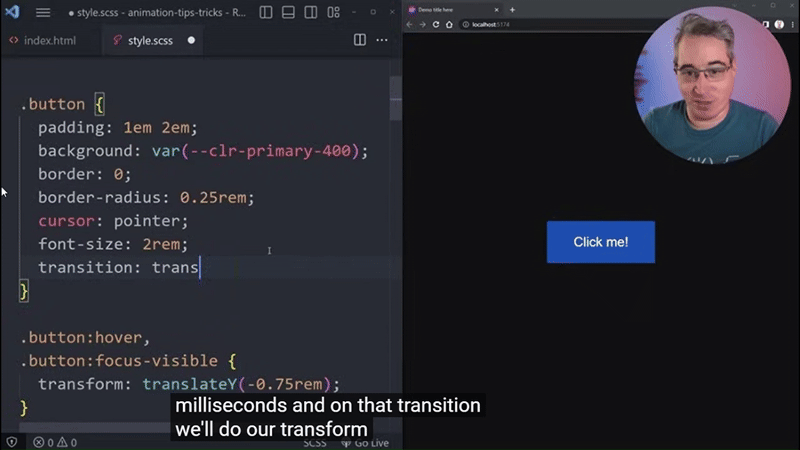 style.scss - animation-tips-tricks - R...
index.html
style.scss
.button {
padding: 1em 2em;
background: var(--clr-primary-400);
border: 0;
border-radius: 0.25rem;
cursor: pointer;
font-size: 2rem;
transition: trans
}
.button:hover,
.button:focus-visible {
transform: translateY(-0.75rem);
}
0 0
SCSS
Go Live
Demo title here
localhost:5174
Click me!
milliseconds and on that transition
we'll do our transform